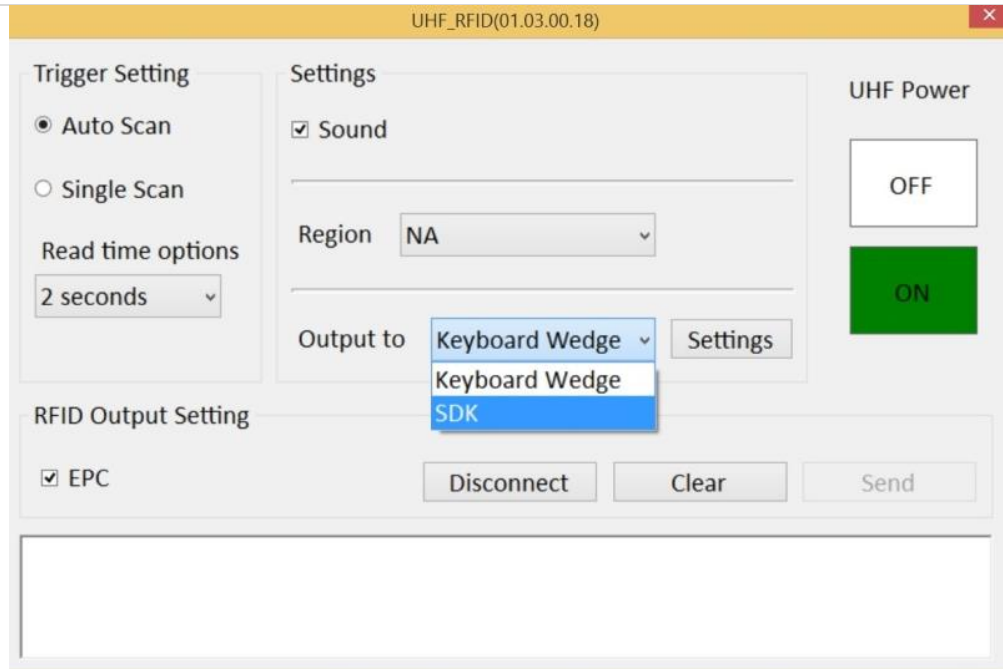 UHF_RFID(01.03.00.18)
Trigger Setting
Auto Scan
Single Scan
Read time options
2 seconds
Settings
Sound
Region NA
Output to Keyboard Wedge Settings
Keyboard Wedge
SDK
UHF Power
OFF
ON
RFID Output Setting
EPC Disconnect Clear Send